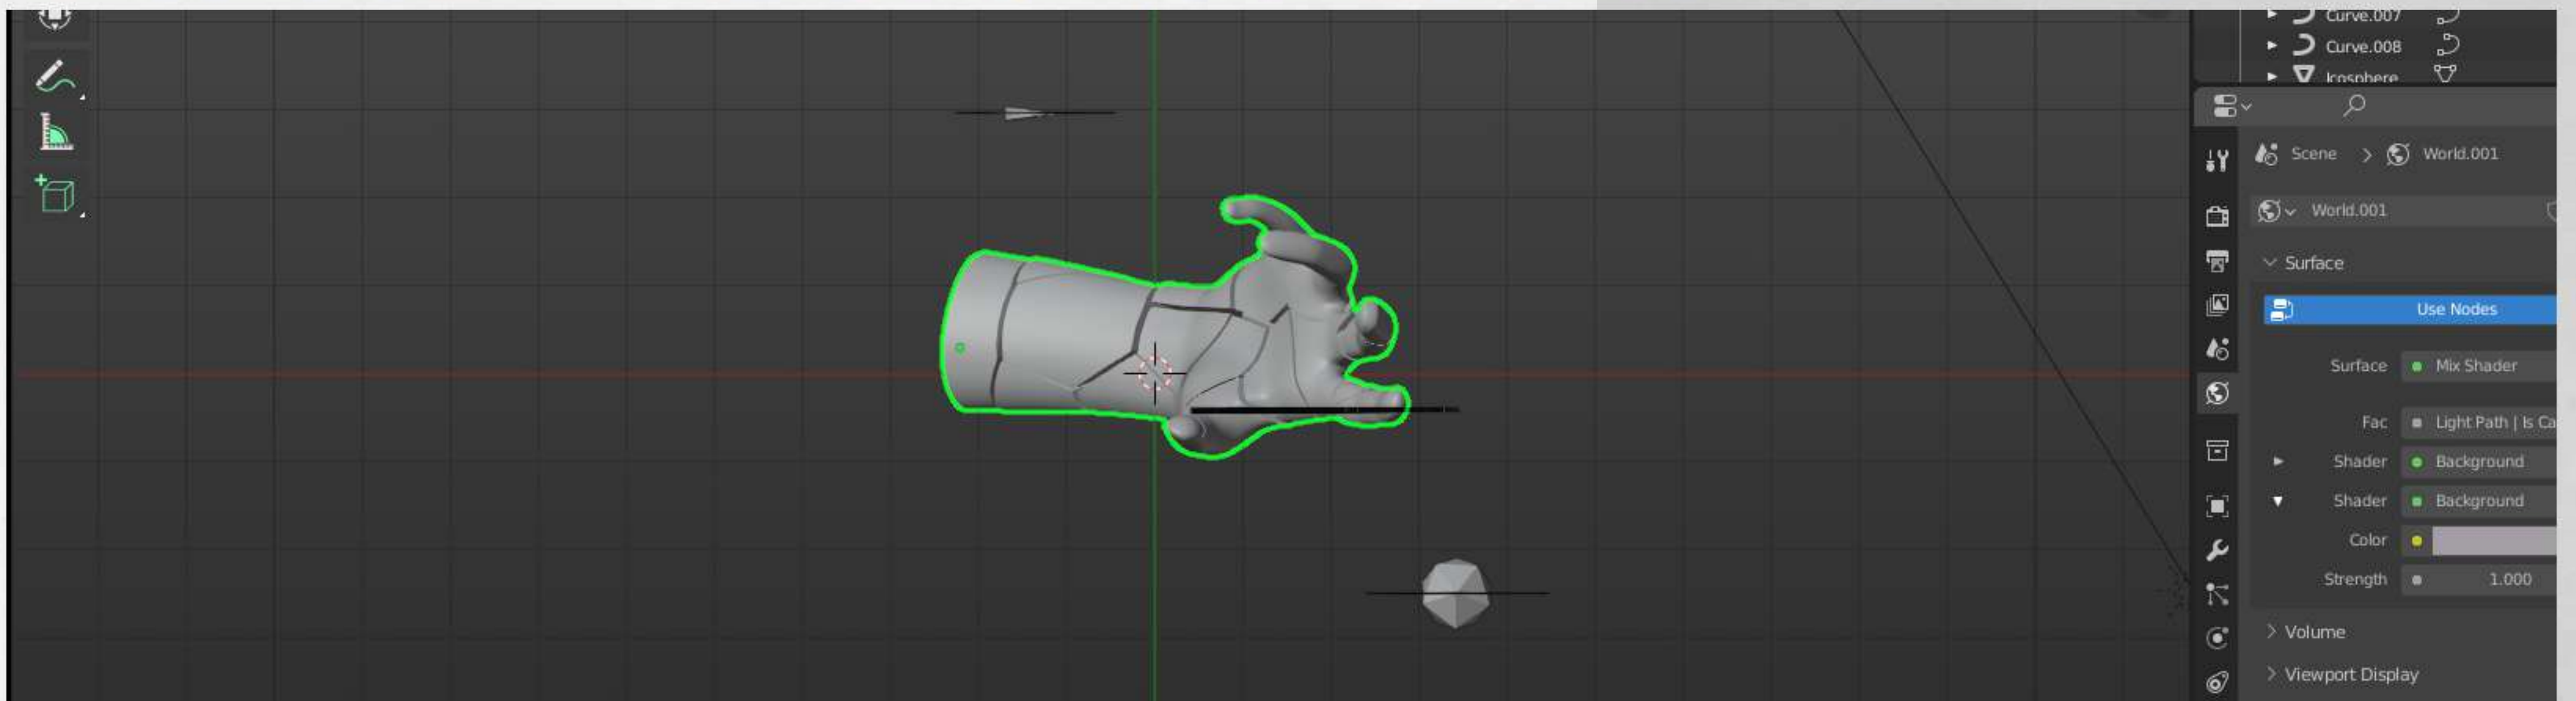 Curve.007
Curve.008
Icosphere
Scene > World.001
World.001
Surface
Use Nodes
Surface Mix Shader
Fac Light Path | Is Ca
Shader Background
Shader Background
Color
Strength 1.000
Volume
Viewport Display